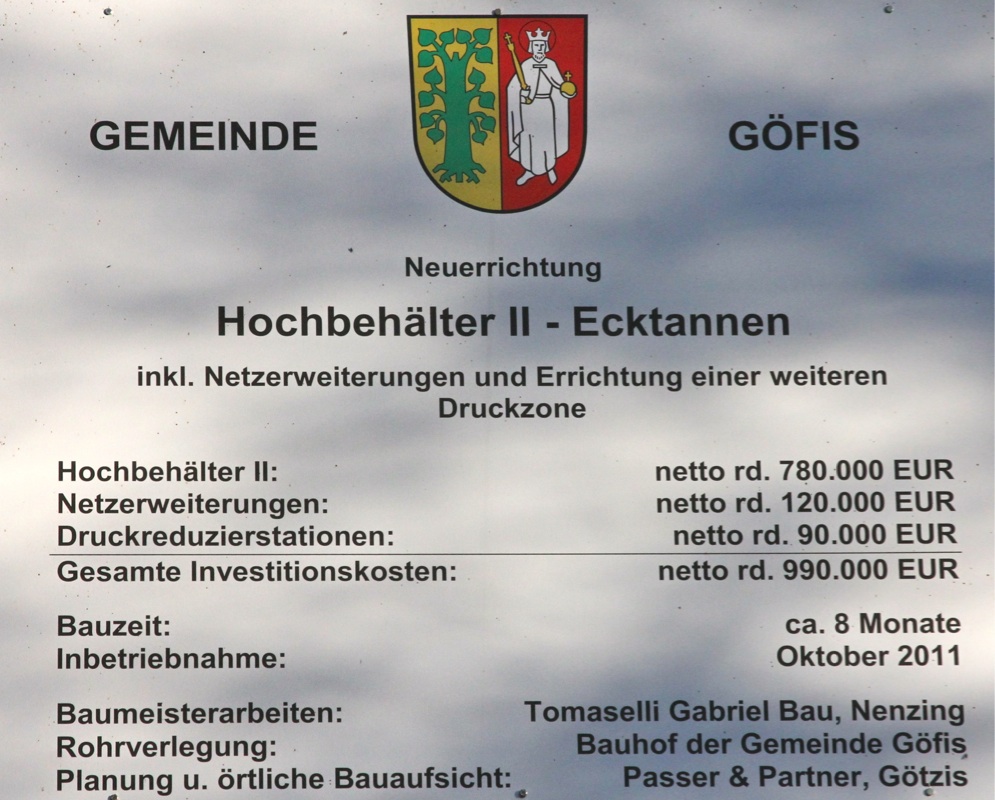 GEMEINDE GÖFIS
Neuerrichtung
Hochbehälter II - Ecktannen
inkl. Netzerweiterungen und Errichtung einer weiteren
Druckzone
Hochbehälter II: netto rd. 780.000 EUR
Netzerweiterungen: netto rd. 120.000 EUR
Druckreduzierstationen: netto rd. 90.000 EUR
Gesamte Investitionskosten: netto rd. 990.000 EUR
Bauzeit: ca. 8 Monate
Inbetriebnahme: Oktober 2011
Baumeisterarbeiten: Tomaselli Gabriel Bau, Nenzing
Rohrverlegung: Bauhof der Gemeinde Göfis
Planung u. örtliche Bauaufsicht: Passer & Partner, Götzis